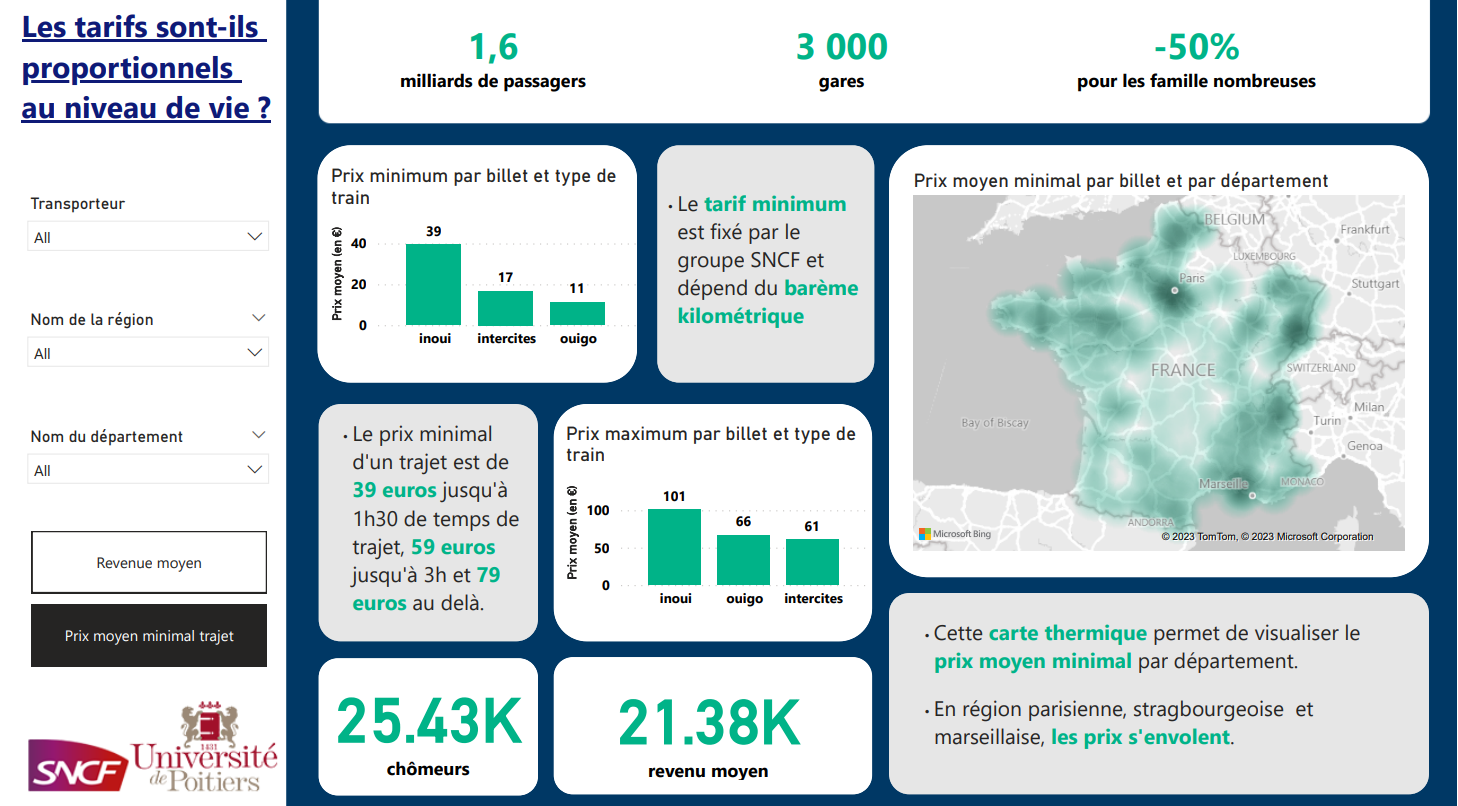 Les tarifs sont-ils
proportionnels
au niveau de vie ?
Transporteur
All
Nom de la région
All
Nom du département
All
Revenue moyen
Prix moyen minimal trajet
SNCF
1431
Université
de Poitiers
1,6
milliards de passagers
3 000
gares
-50%
pour les famille nombreuses
Prix minimum par billet et type de
train
Prix moyen (en €)
40
20
0
39
17
11
inoui
intercites
ouigo
• Le tarif minimum
est fixé par le
groupe SNCF et
dépend du barème
kilométrique
Prix moyen minimal par billet et par département
BELGIUM
Frankfurt
LUXEMBOURG
Paris
Stuttgart
FRANCE
SWITZERLAND
Milan
Turin
Bay of Biscay
Genoa
Marseille
MONACO
ANDORRA
Microsoft Bing
© 2023 TomTom, © 2023 Microsoft Corporation
• Le prix minimal
d'un trajet est de
39 euros jusqu'à
1h30 de temps de
trajet, 59 euros
jusqu'à 3h et 79
euros au delà.
Prix maximum par billet et type de
train
Prix moyen (en €)
100
50
0
101
66
61
inoui
ouigo
intercites
25.43K
chômeurs
21.38K
revenu moyen
• Cette carte thermique permet de visualiser le
prix moyen minimal par département.
• En région parisienne, stragbourgeoise et
marseillaise, les prix s'envolent.